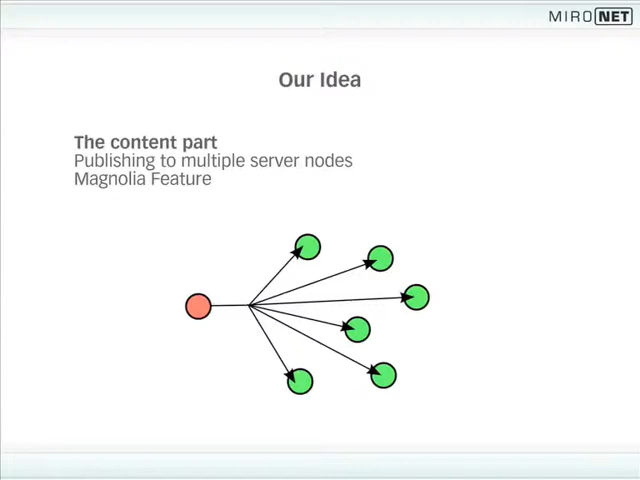 MIRONET
Our Idea
The content part
Publishing to multiple server nodes
Magnolia Feature